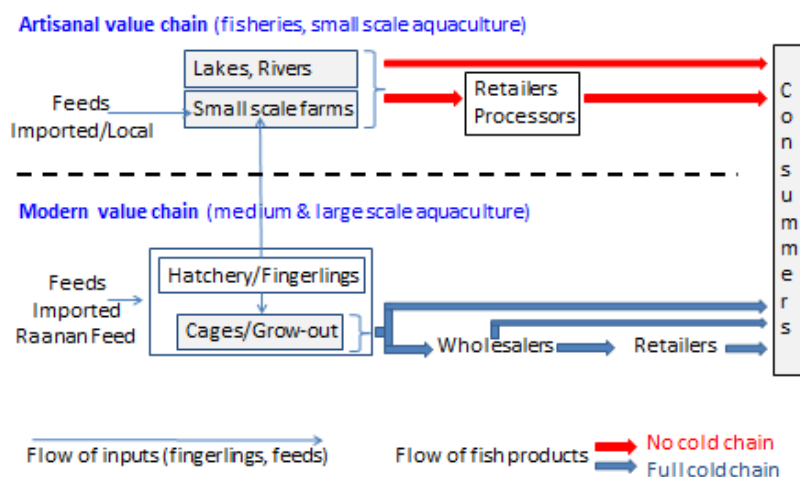 Artisanal value chain (fisheries, small scale aquaculture)
Lakes, Rivers
Small scale farms
Feeds
Imported/Local
Retailers
Processors
Consummers
Modern value chain (medium & large scale aquaculture)
Hatchery/Fingerlings
Feeds
Imported
Raanan Feed
Cages/Grow-out
Wholesalers
Retailers
Flow of inputs (fingerlings, feeds)
Flow of fish products
No cold chain
Full cold chain